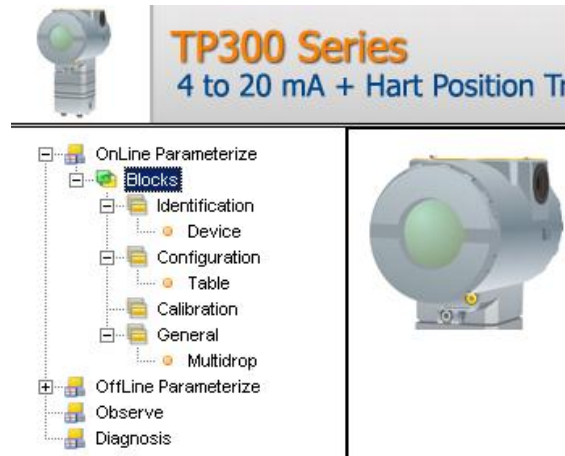 TP300 Series
4 to 20 mA + Hart Position
OnLine Parameterize
Blocks
Identification
Device
Configuration
Table
Calibration
General
Multidrop
OffLine Parameterize
Observe
Diagnosis